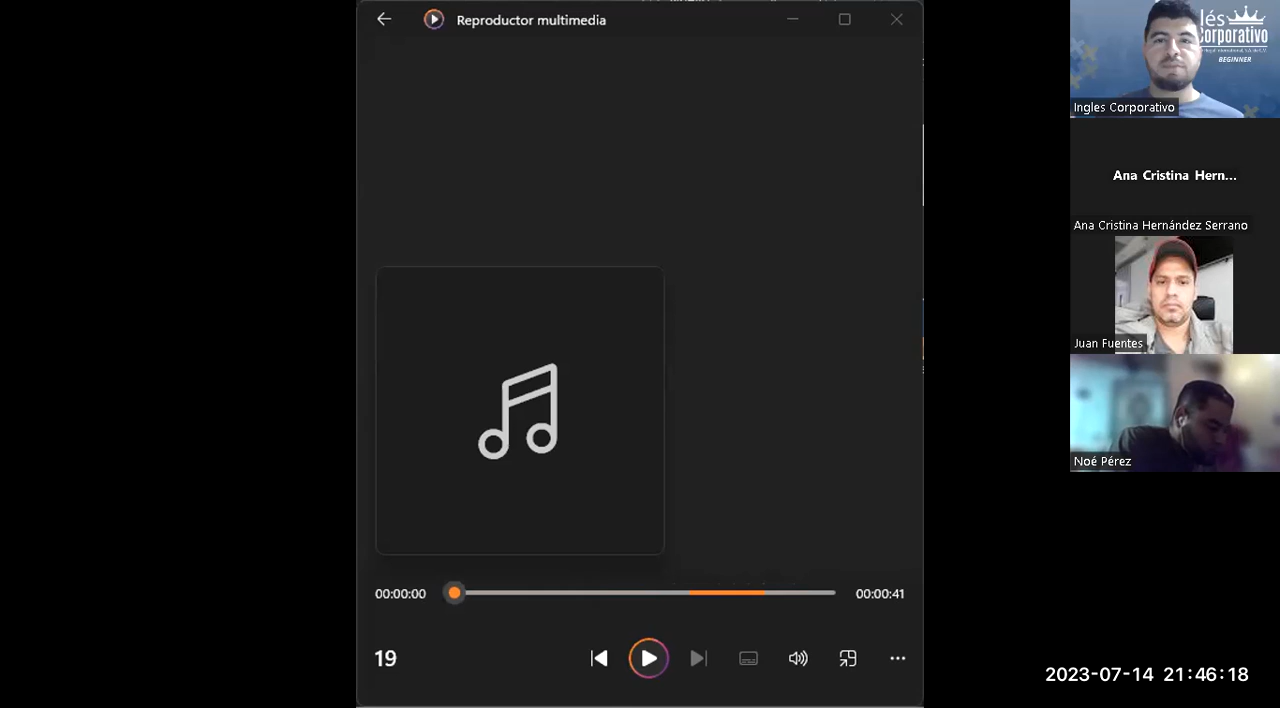 Reproductor multimedia
lés
Corporativo
BEGINNER
Ingles Corporativo
Ana Cristina Hern...
Ana Cristina Hernández Serrano
Juan Fuentes
Noé Pérez
00:00:00
00:00:41
19
2023-07-14 21:46:18